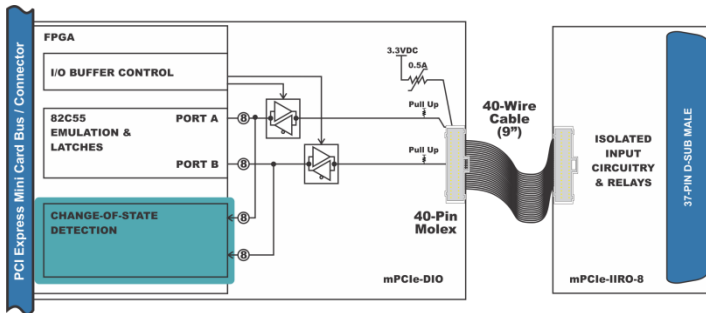 PCI Express Mini Card Bus / Connector
FPGA
I/O BUFFER CONTROL
82C55
EMULATION &
LATCHES
PORT A
8
PORT B
8
CHANGE-OF-STATE
DETECTION
8
8
3.3VDC
0.5A
Pull Up
Pull Up
40-Pin
Molex
mPCIe-DIO
40-Wire
Cable
(9”)
ISOLATED
INPUT
CIRCUITRY
& RELAYS
37-PIN D-SUB MALE
mPCIe-IIRO-8